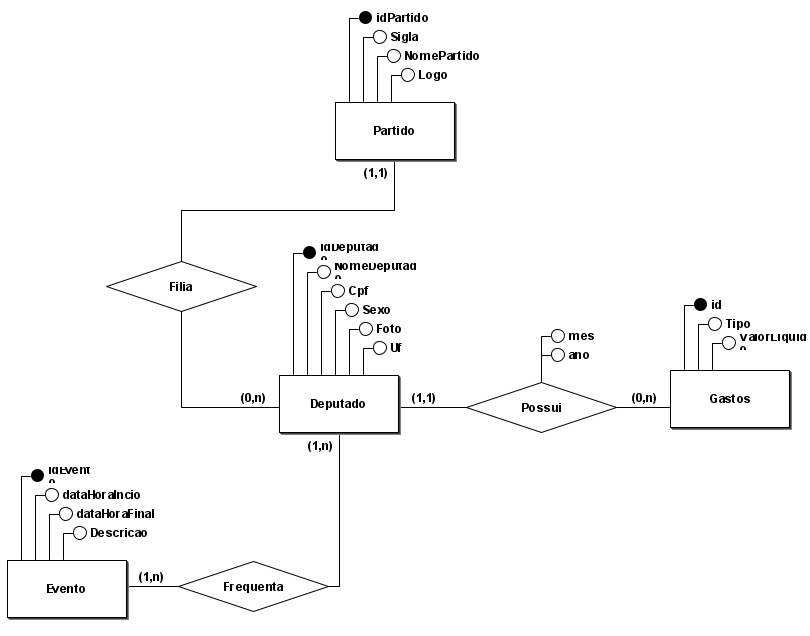 idPartido
Sigla
NomePartido
Logo
Partido
(1,1)
Filia
IdDeputad
o
NomeDeputad
o
Cpf
Sexo
Foto
Uf
(0,n)
Deputado
(1,1)
(1,n)
mes
ano
Possui
(0,n)
id
Tipo
ValorLiquid
o
Gastos
idEvent
o
dataHoraIncio
dataHoraFinal
Descricao
Evento
(1,n)
Frequenta